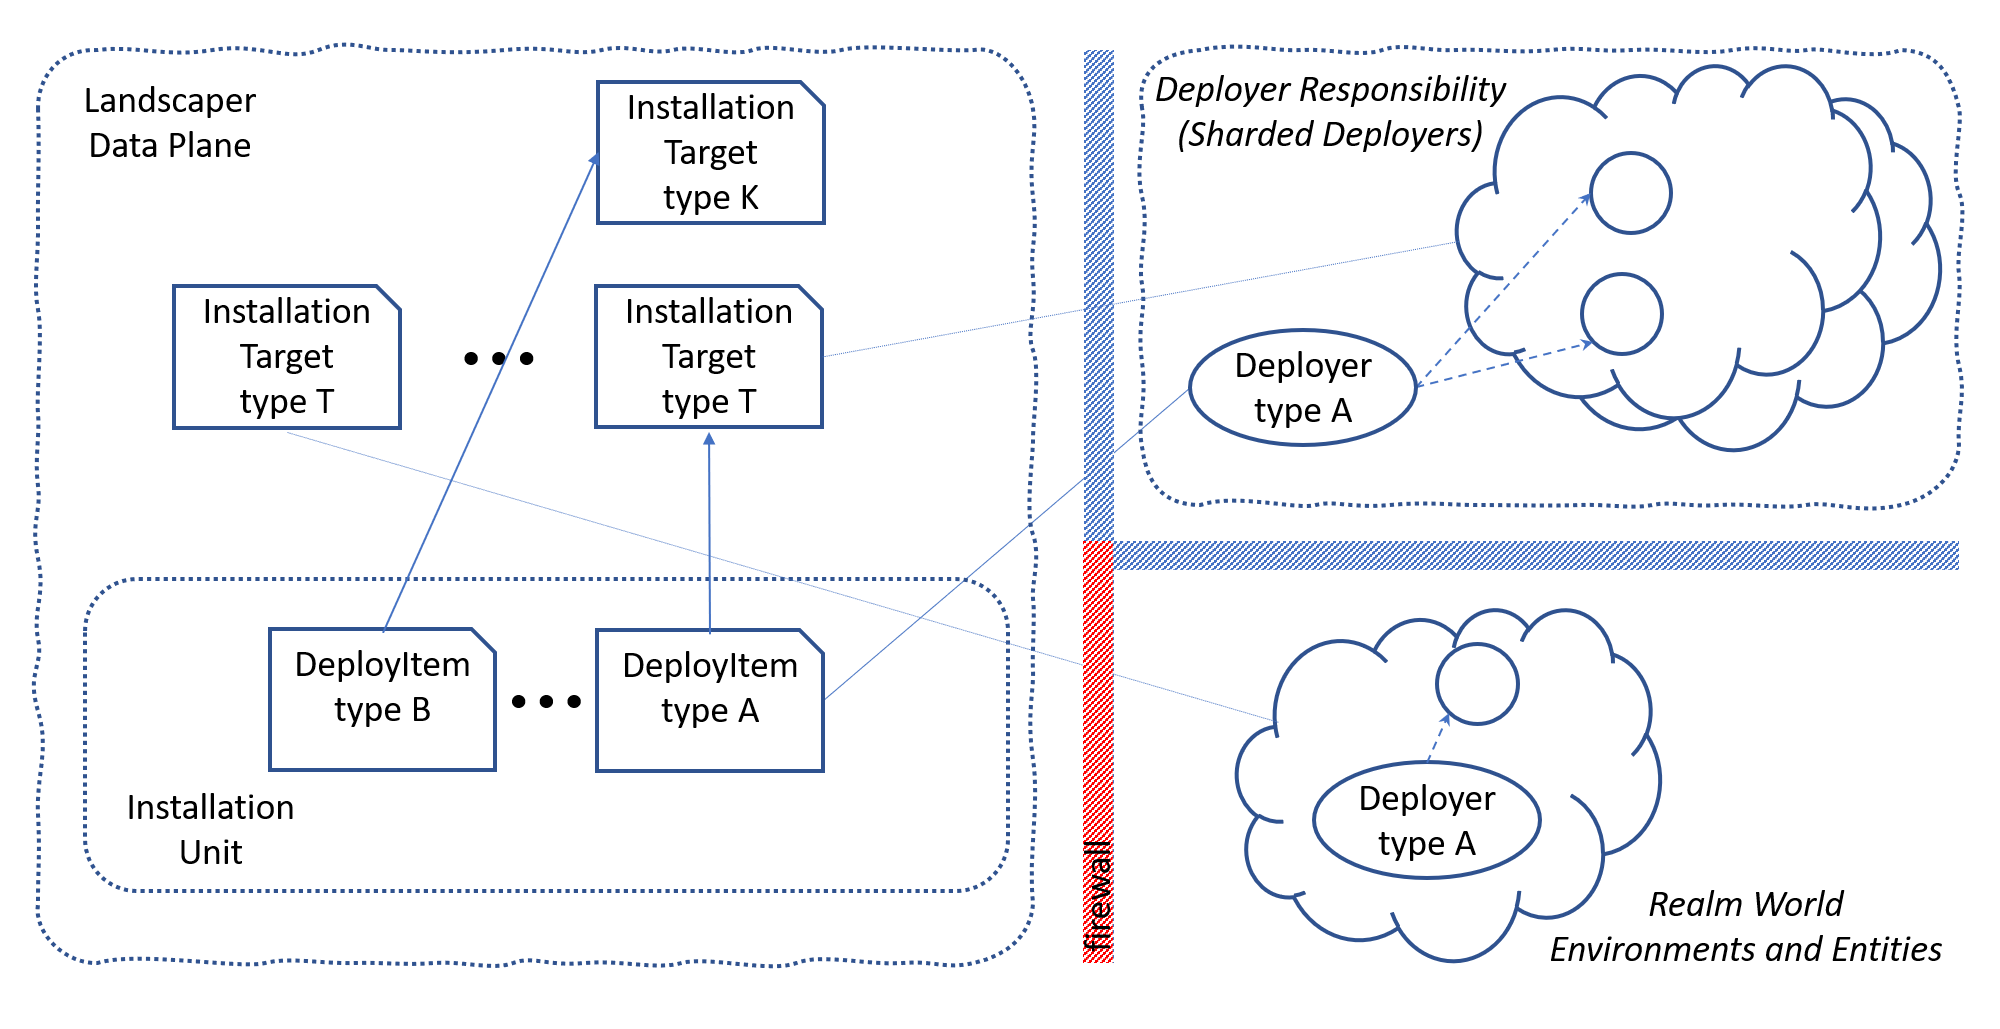 Landscaper
Data Plane
Installation
Target
type K
Installation
Target
type T
Installation
Target
type T
DeployItem
type B
DeployItem
type A
Installation
Unit
firewall
Deployer Responsibility
(Sharded Deployers)
Deployer
type A
Deployer
type A
Realm World
Environments and Entities